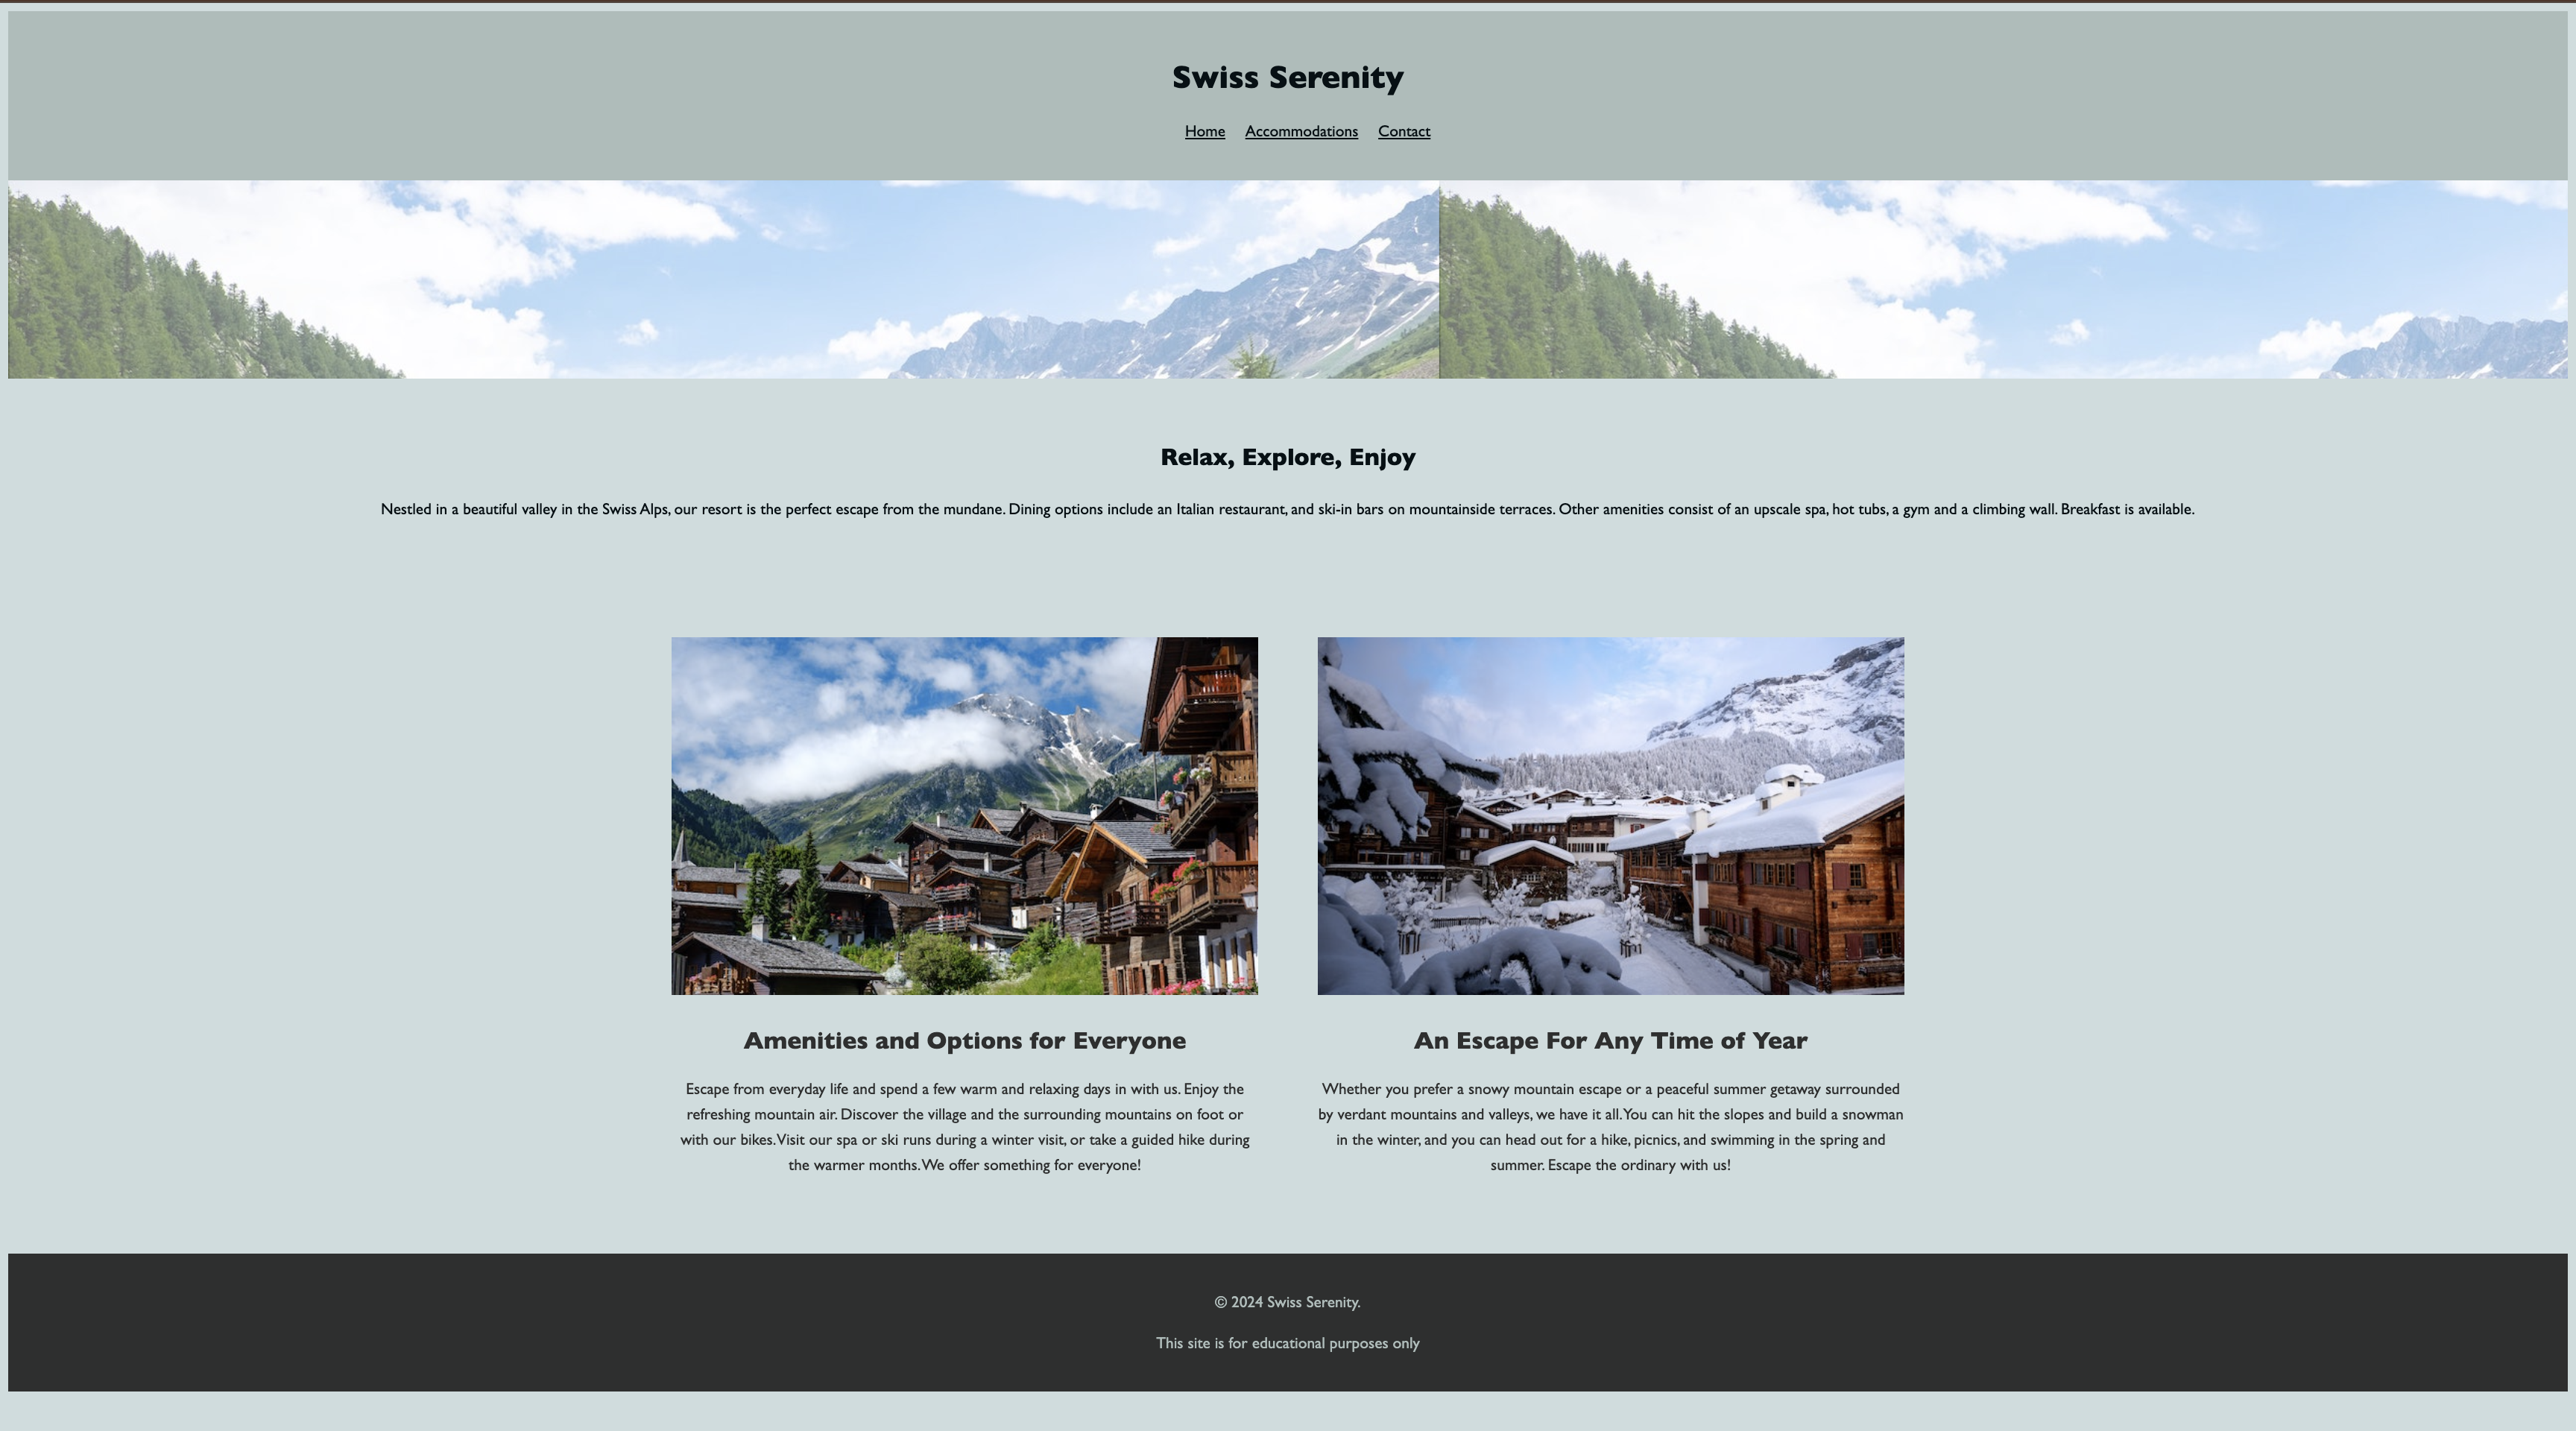 Swiss Serenity
Home Accommodations Contact
Relax, Explore, Enjoy
Nestled in a beautiful valley in the Swiss Alps, our resort is the perfect escape from the mundane. Dining options include an Italian restaurant, and ski-in bars on mountainside terraces. Other amenities consist of an upscale spa, hot tubs, a gym and a climbing wall. Breakfast is available.
Amenities and Options for Everyone
Escape from everyday life and spend a few warm and relaxing days in with us. Enjoy the
refreshing mountain air. Discover the village and the surrounding mountains on foot or
with our bikes. Visit our spa or ski runs during a winter visit, or take a guided hike during
the warmer months. We offer something for everyone!
An Escape For Any Time of Year
Whether you prefer a snowy mountain escape or a peaceful summer getaway surrounded
by verdant mountains and valleys, we have it all. You can hit the slopes and build a snowman
in the winter, and you can head out for a hike, picnics, and swimming in the spring and
summer. Escape the ordinary with us!
© 2024 Swiss Serenity.
This site is for educational purposes only